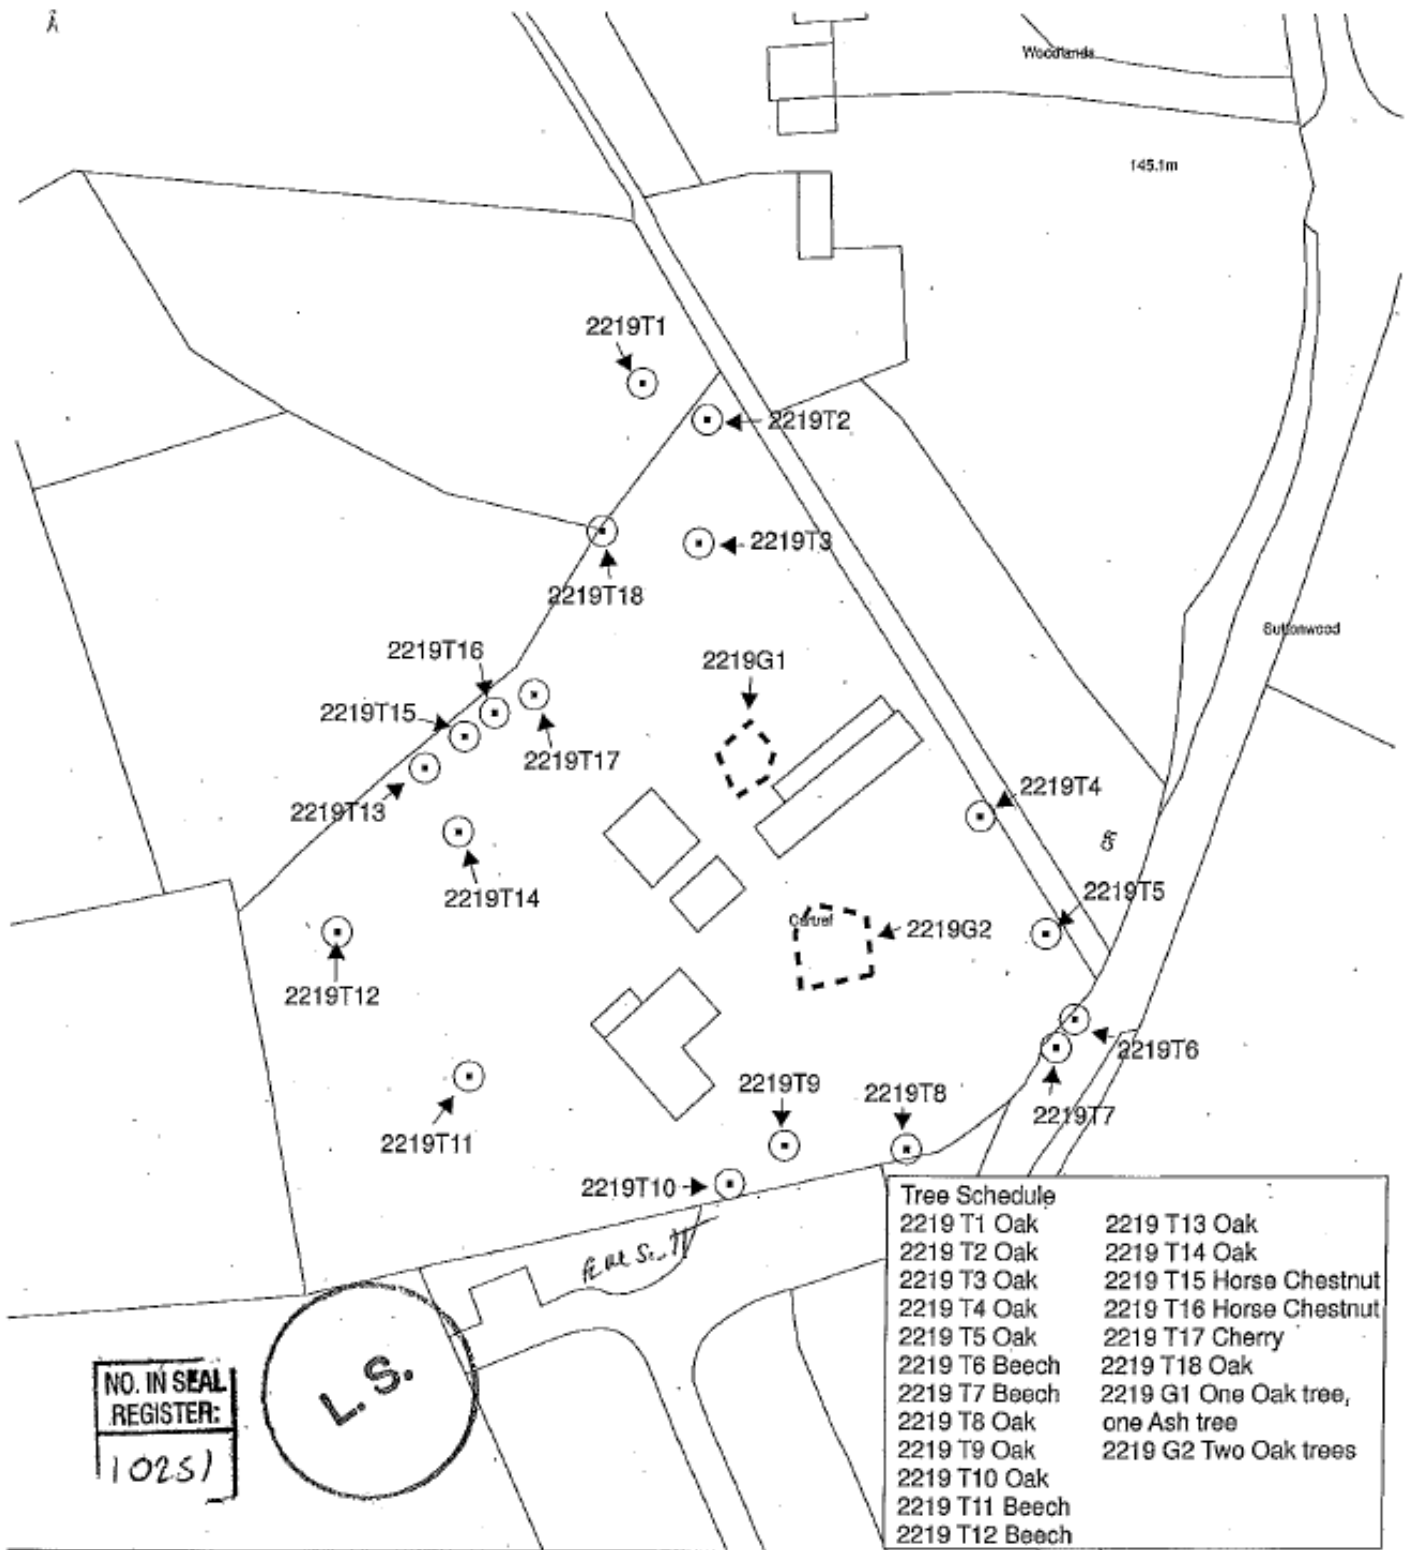 Woodlands
145.1m
2219T1
2219T2
2219T3
2219T18
Suttonwood
2219T16
2219G1
2219T15
2219T17
2219T4
2219T13
2219T14
2219T5
Cartref
2219G2
2219T12
2219T6
2219T9
2219T8
2219T7
2219T11
2219T10
Tree Schedule
2219 T1 Oak
2219 T2 Oak
2219 T3 Oak
2219 T4 Oak
2219 T5 Oak
2219 T6 Beech
2219 T7 Beech
2219 T8 Oak
2219 T9 Oak
2219 T10 Oak
2219 T11 Beech
2219 T12 Beech
2219 T13 Oak
2219 T14 Oak
2219 T15 Horse Chestnut
2219 T16 Horse Chestnut
2219 T17 Cherry
2219 T18 Oak
2219 G1 One Oak tree,
one Ash tree
2219 G2 Two Oak trees
L.S.
NO. IN SEAL
REGISTER:
10251